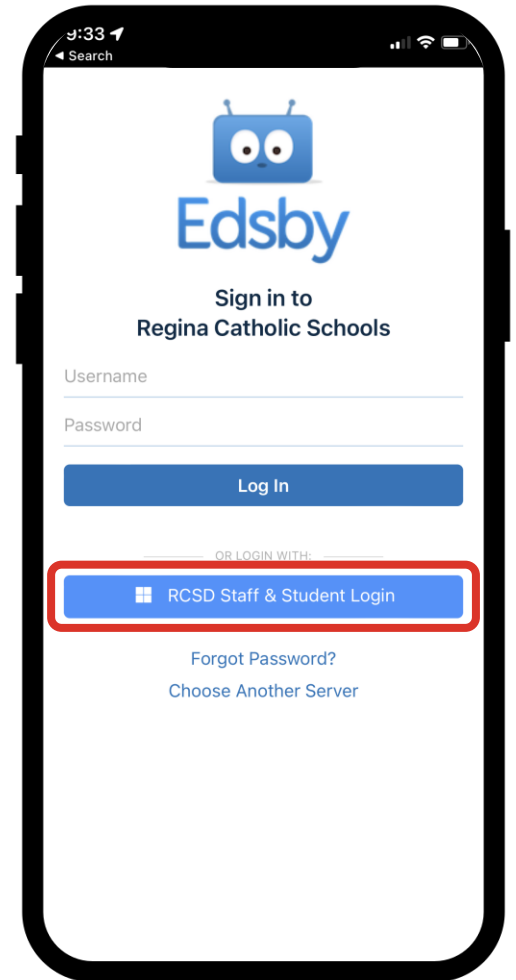 9:33
◀ Search
Edsby
Sign in to
Regina Catholic Schools
Username
Password
Log In
OR LOGIN WITH:
RCSD Staff & Student Login
Forgot Password?
Choose Another Server